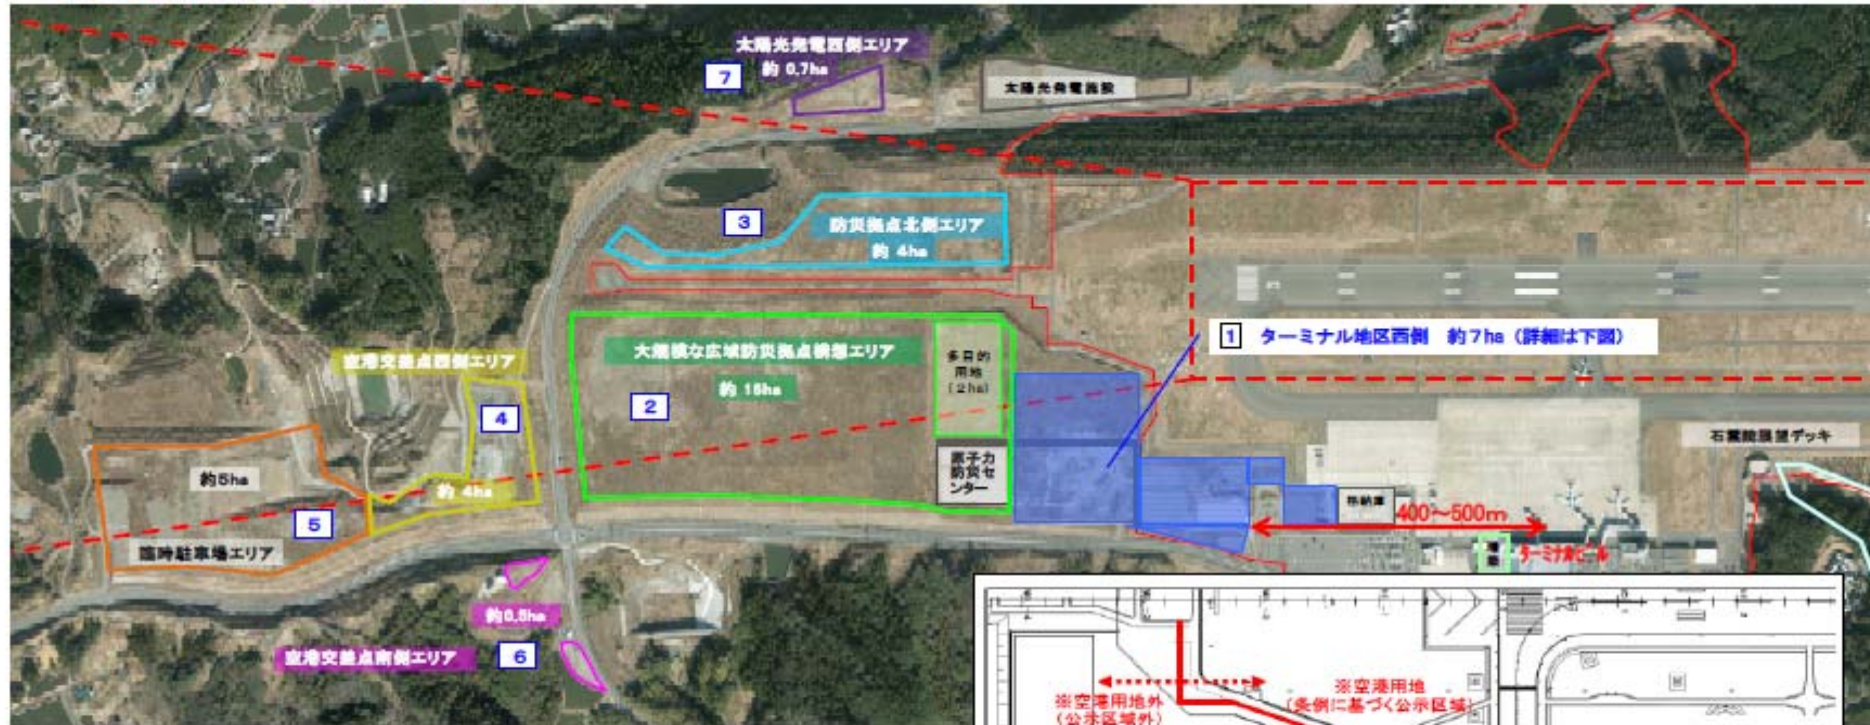 太陽光発電西側エリア
約 0.7ha
7
太陽光発電施設
3
防災拠点北側エリア
約 4ha
1 ターミナル地区西側 約7ha（詳細は下図）
大規模な広域防災拠点構想エリア
約 15ha
2
多目的
用地
(2ha)
原子力
防災セ
ンター
空港交差点西側エリア
4
約 4ha
約5ha
5
臨時駐車場エリア
石雲院展望デッキ
格納庫
400～500m
ターミナルビル
約0.5ha
空港交差点南側エリア
6
※空港用地外
(公示区域外)
※空港用地
(条例に基づく公示区域)